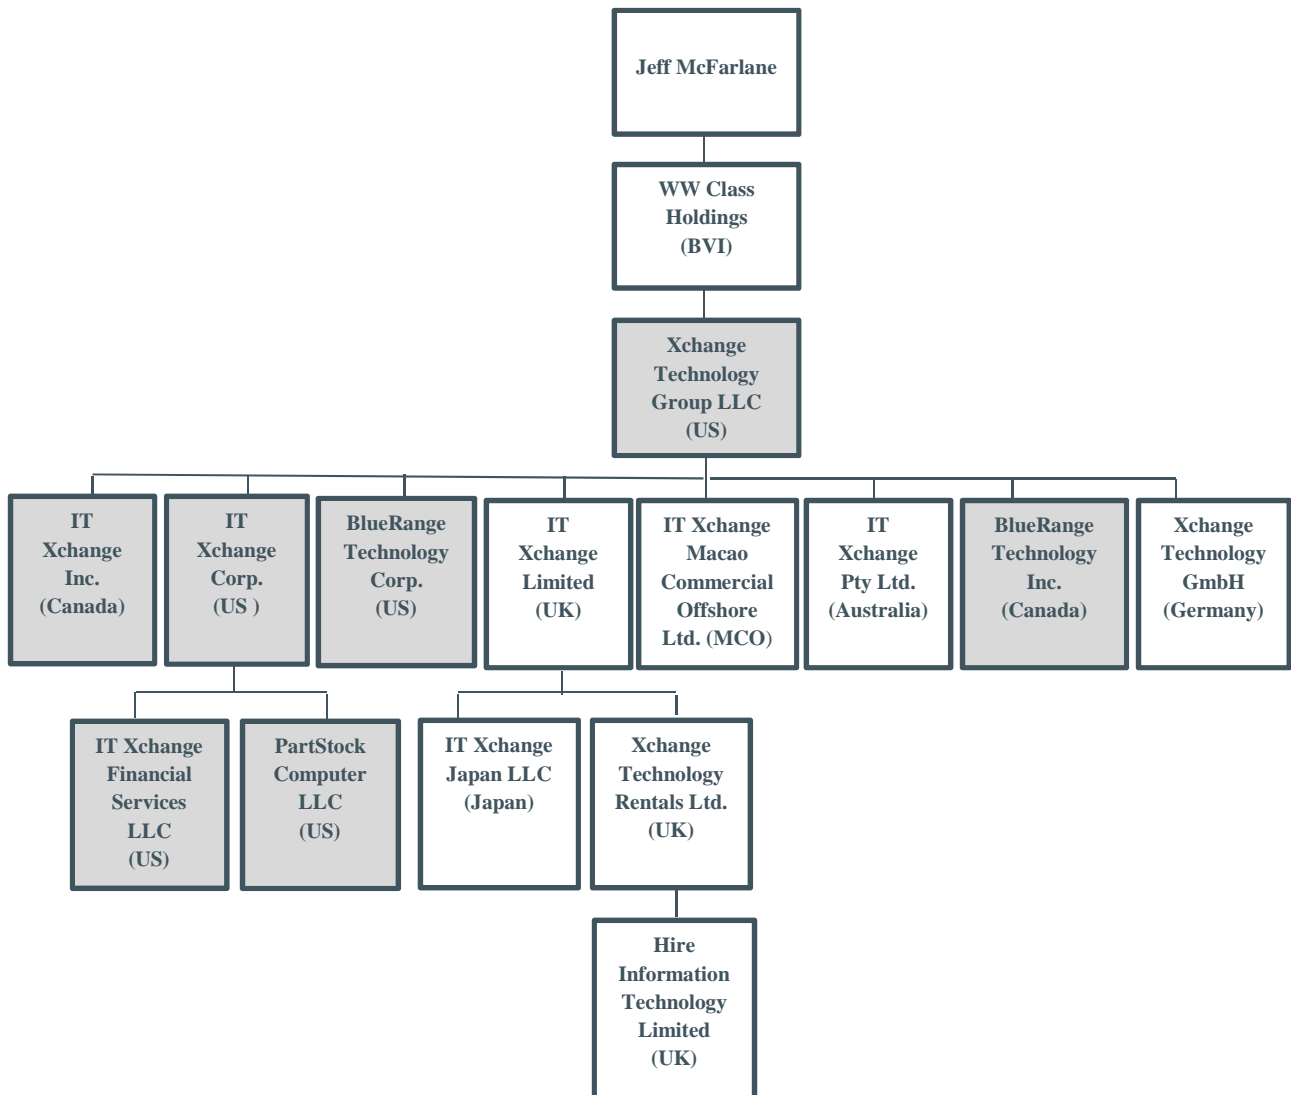 Jeff McFarlane
WW Class
Holdings
(BVI)
Xchange
Technology
Group LLC
(US)
IT
Xchange
Inc.
(Canada)
IT
Xchange
Corp.
(US )
BlueRange
Technology
Corp.
(US)
IT
Xchange
Limited
(UK)
IT Xchange
Macao
Commercial
Offshore
Ltd. (MCO)
IT
Xchange
Pty Ltd.
(Australia)
BlueRange
Technology
Inc.
(Canada)
Xchange
Technology
GmbH
(Germany)
IT Xchange
Financial
Services
LLC
(US)
PartStock
Computer
LLC
(US)
IT Xchange
Japan LLC
(Japan)
Xchange
Technology
Rentals Ltd.
(UK)
Hire
Information
Technology
Limited
(UK)